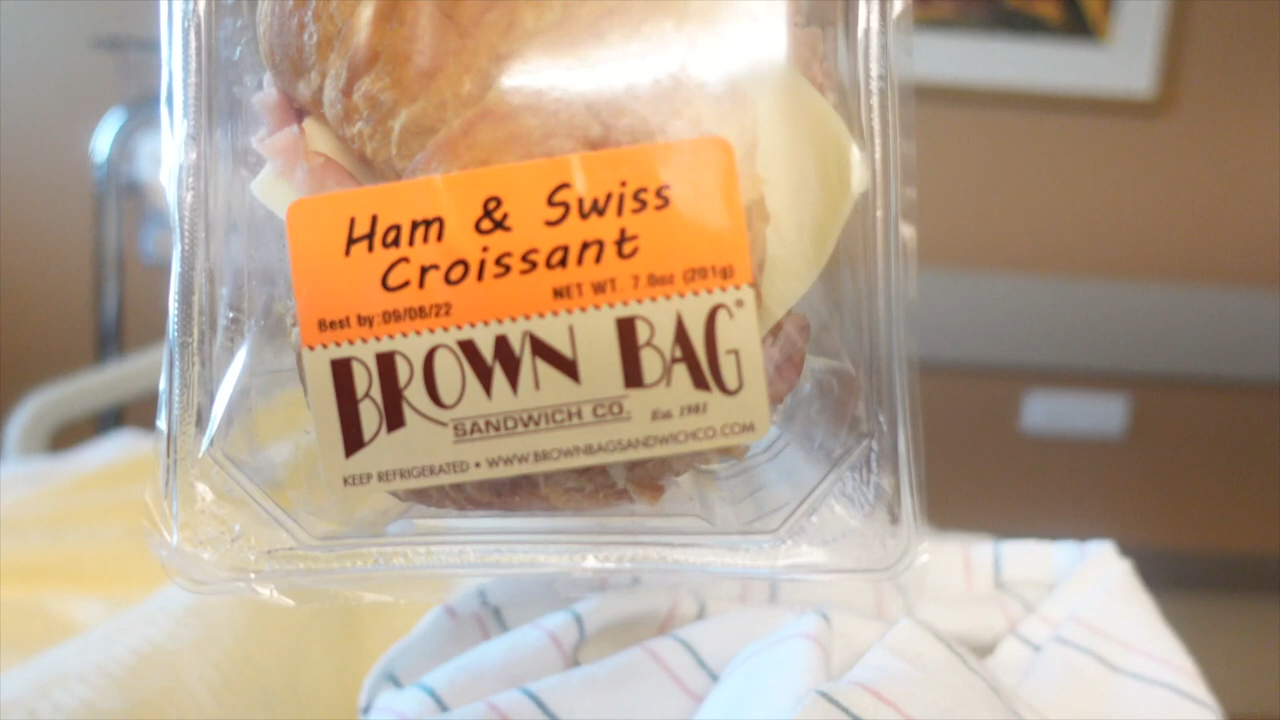 Ham & Swiss
Croissant
Best by:09/08/22
NET WT. 7.0oz (201g)
BROWN BAG
SANDWICH CO.
Est. 1981
KEEP REFRIGERATED • WWW.BROWNBAGSANDWICHCO.COM